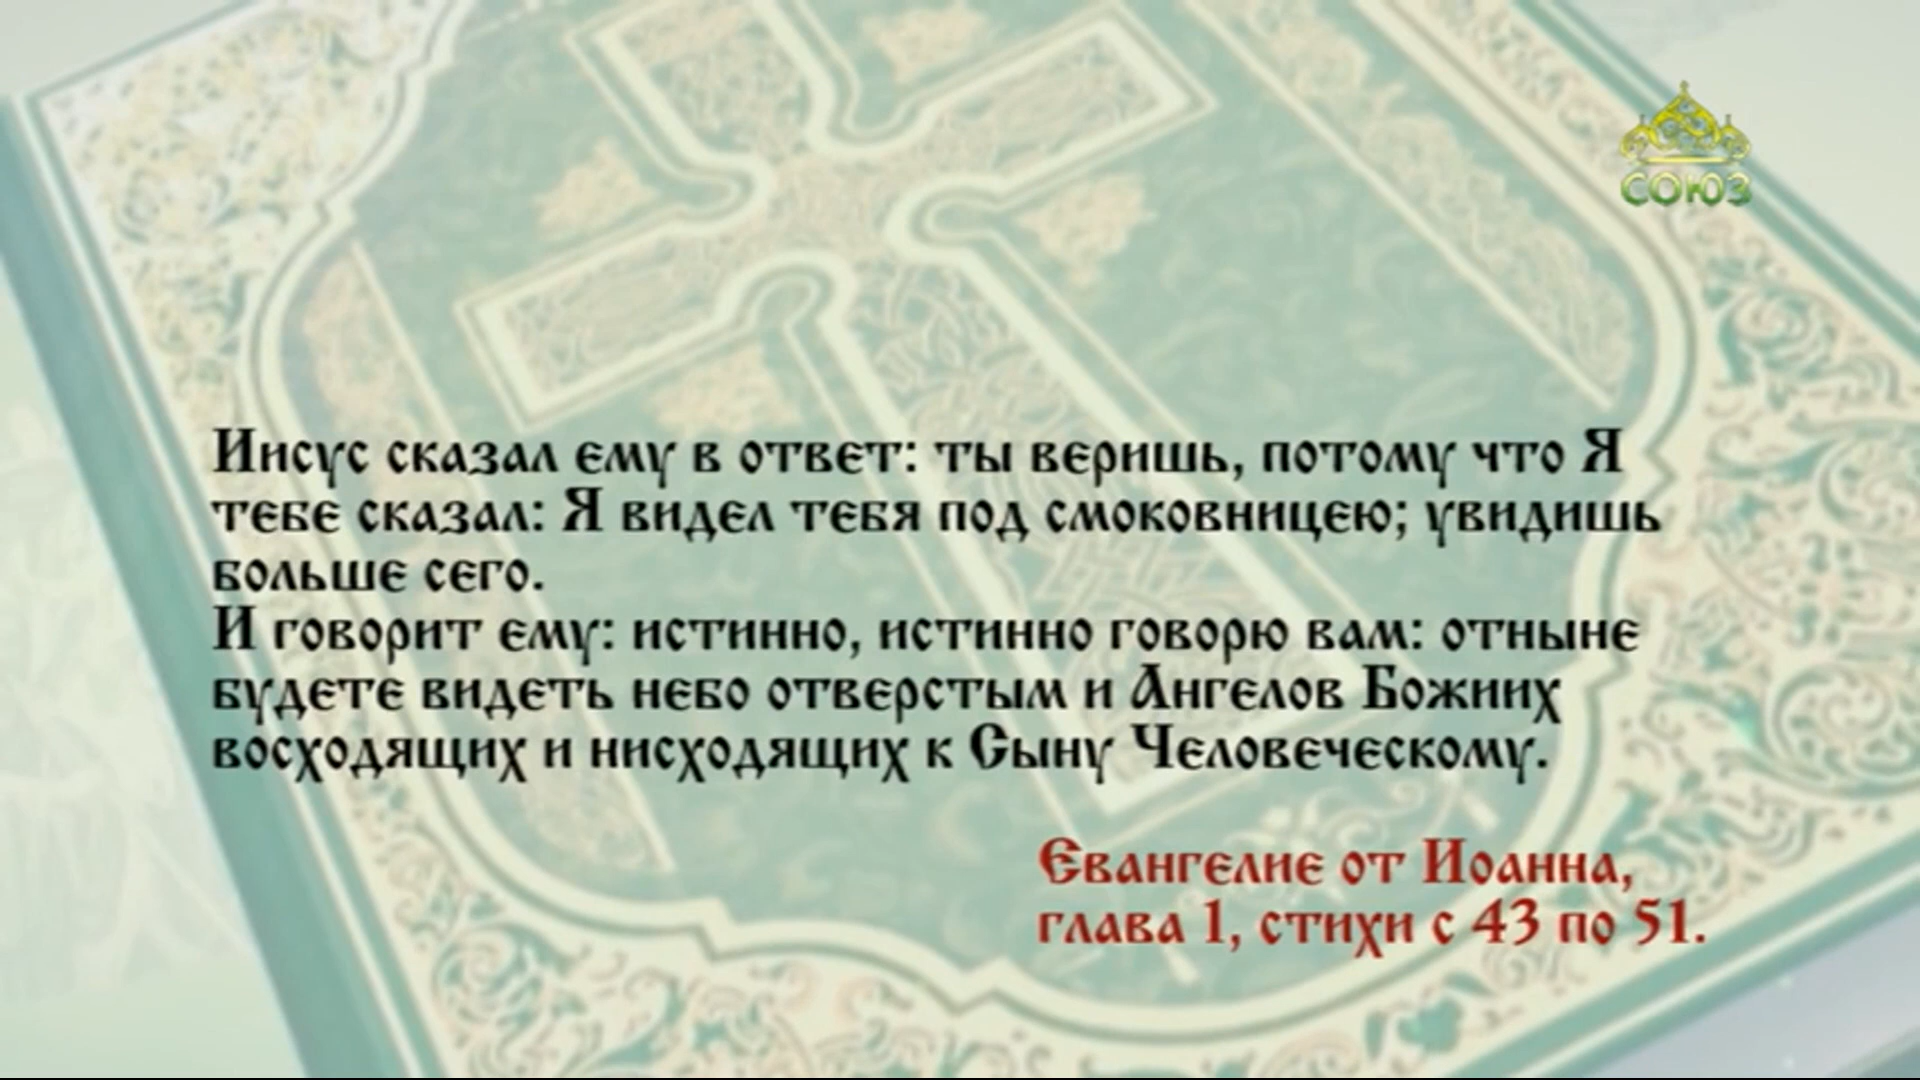 СОЮЗ
Иисус сказал ему в ответ: ты веришь, потому что Я
тебе сказал: Я видел тебя под смоковницею; увидишь
больше сего.
И говорит ему: истинно, истинно говорю вам: отныне
будете видеть небо отверстым и Ангелов Божиих
восходящих и нисходящих к Сыну Человеческому.
Евангелие от Иоанна,
глава 1, стихи с 43 по 51.